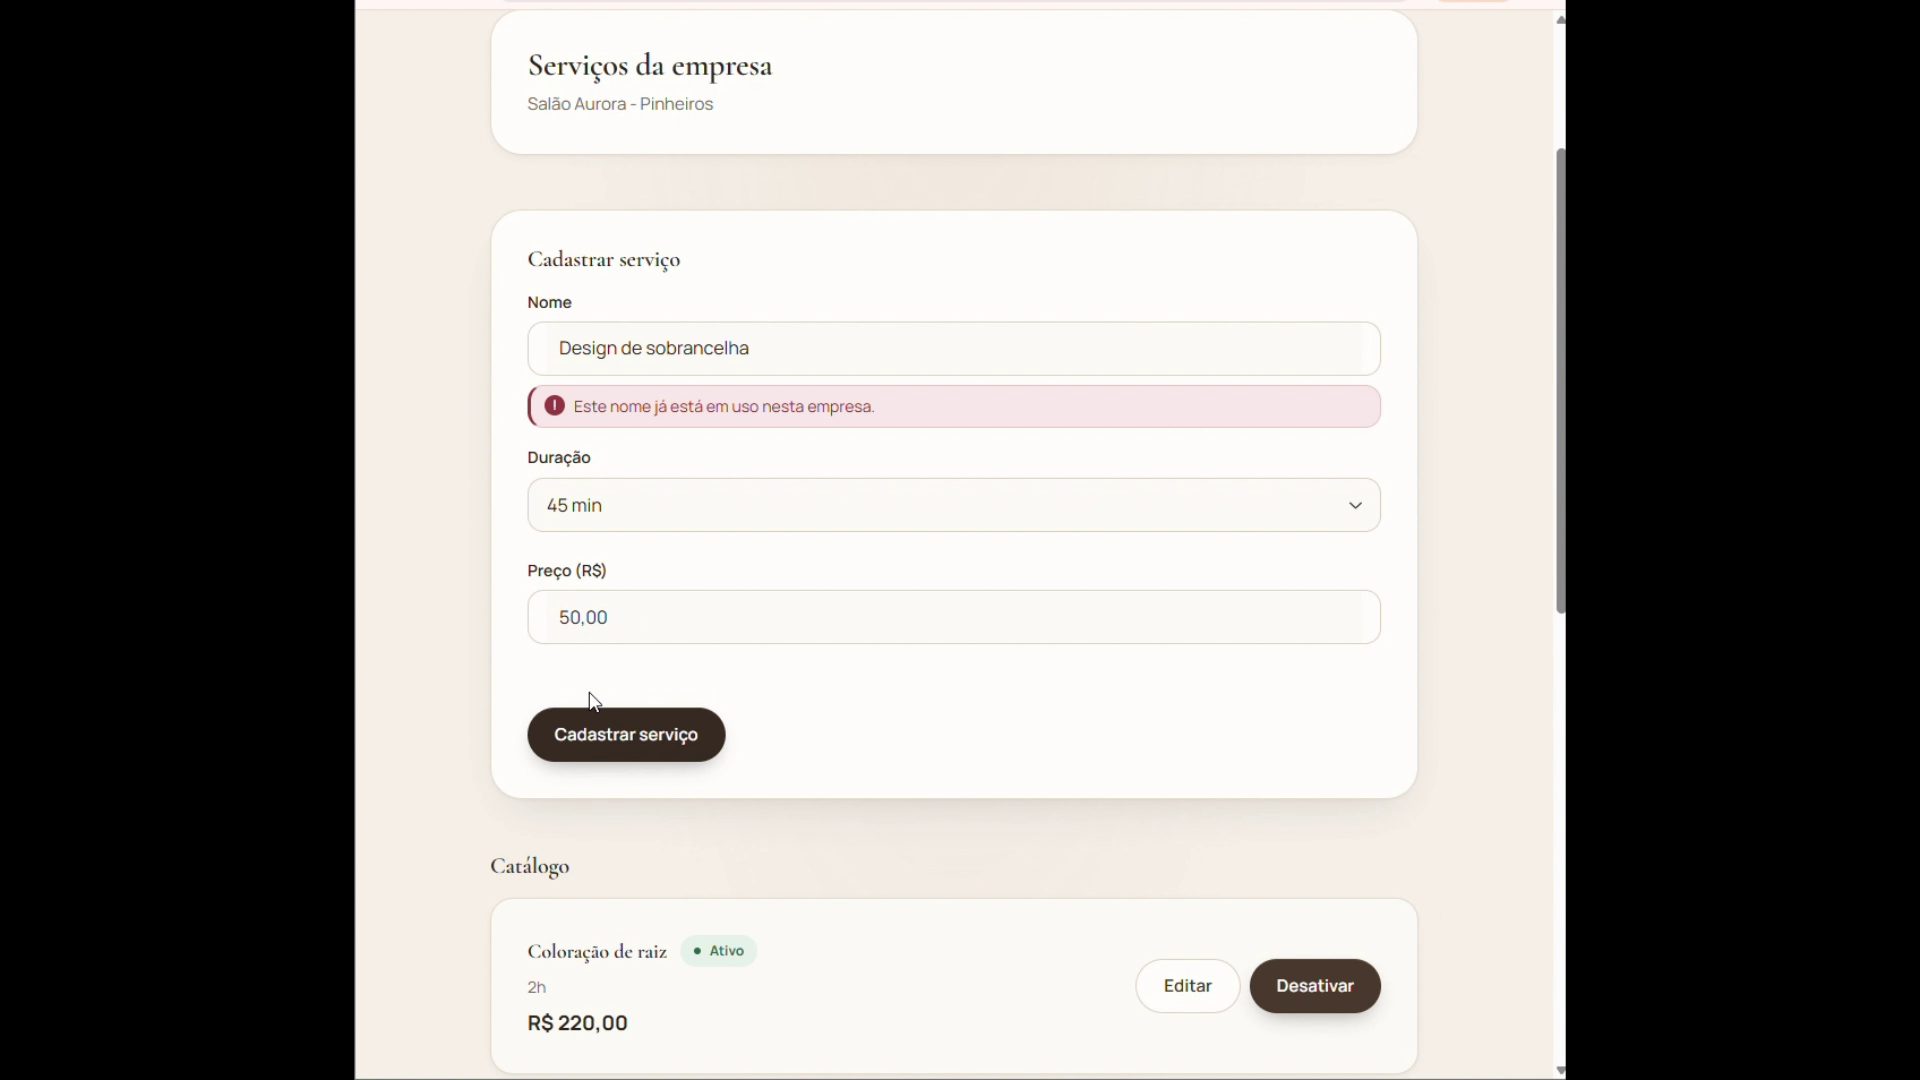 Serviços da empresa
Salão Aurora - Pinheiros
Cadastrar serviço
Nome
Design de sobrancelha
Este nome já está em uso nesta empresa.
Duração
45 min
Preço (R$)
50,00
Cadastrar serviço
Catálogo
Coloração de raiz
Ativo
2h
R$ 220,00
Editar
Desativar